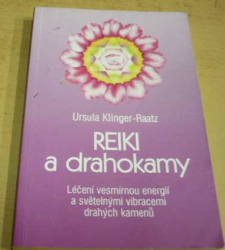 Ursula Klinger-Raatz
REIKI
a drahokamy
Léčení vesmírnou energií
a světelnými vibracemi
drahých kamenů